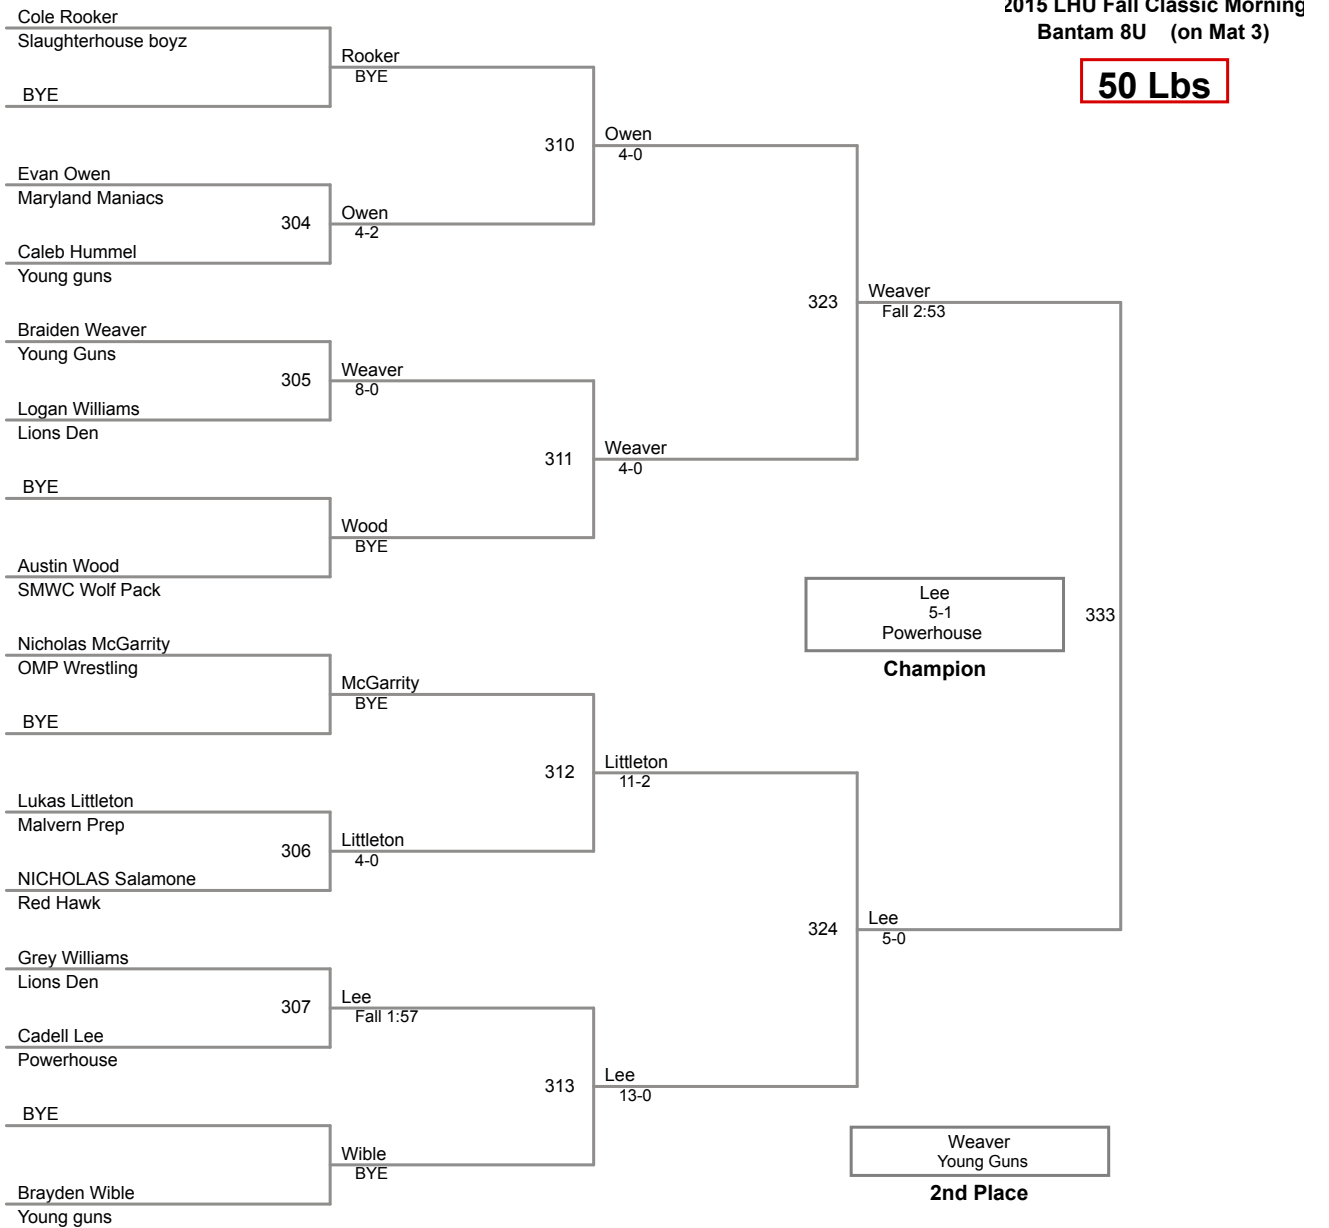 2015 LHU Fall Classic Morning
Bantam 8U (on Mat 3)
50 Lbs
Cole Rooker
Slaughterhouse boyz
BYE
Evan Owen
Maryland Maniacs
304
Caleb Hummel
Young guns
Braiden Weaver
Young Guns
305
Logan Williams
Lions Den
BYE
Austin Wood
SMWC Wolf Pack
Nicholas McGarrity
OMP Wrestling
BYE
Lukas Littleton
Malvern Prep
306
NICHOLAS Salamone
Red Hawk
Grey Williams
Lions Den
307
Cadell Lee
Powerhouse
BYE
Brayden Wible
Young guns
Rooker
BYE
310
Owen
4-2
Weaver
8-0
311
Wood
BYE
McGarrity
BYE
312
Littleton
4-0
Lee
Fall 1:57
313
Wible
BYE
Owen
4-0
323
Weaver
4-0
Littleton
11-2
324
Lee
13-0
Weaver
Fall 2:53
333
Lee
5-0
Lee
5-1
Powerhouse
Champion
Weaver
Young Guns
2nd Place